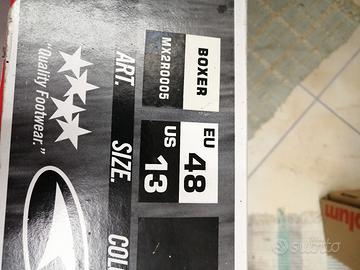 "Quality Footwear."
ART.
BOXER
MX2R0005
SIZE.
EU 48
US 13
COL
subito